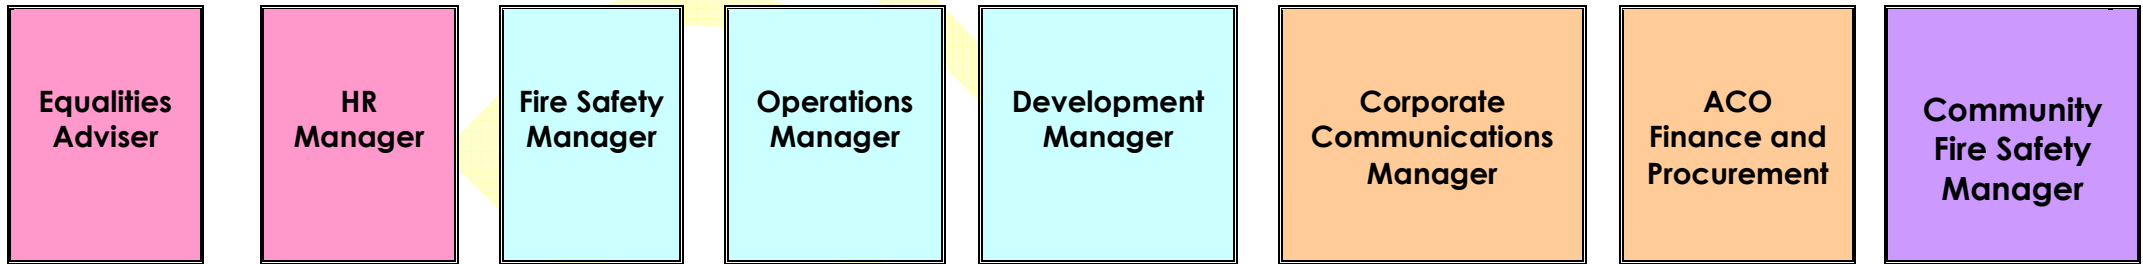 Equalities
Adviser
HR
Manager
Fire Safety
Manager
Operations
Manager
Development
Manager
Corporate
Communications
Manager
ACO
Finance and
Procurement
Community
Fire Safety
Manager